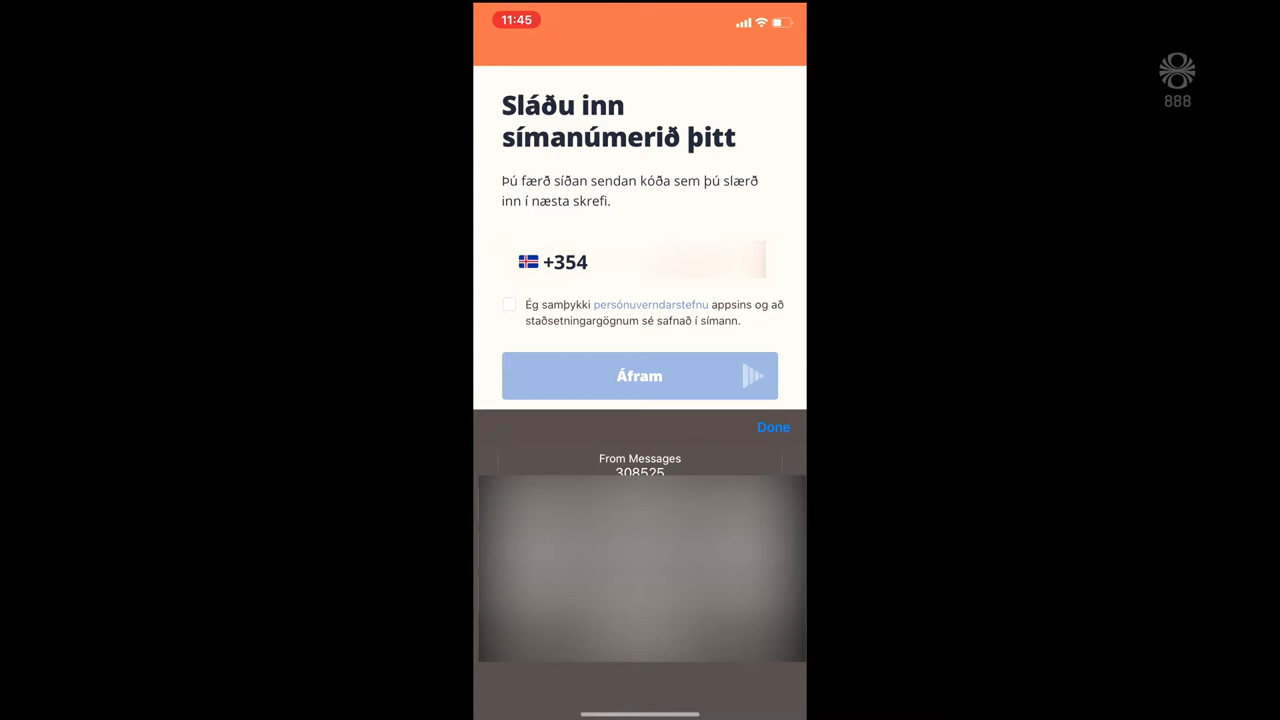 11:45
888
Sláðu inn
símanúmerið þitt
Þú færð síðan sendan kóða sem þú slærð
inn í næsta skrefi.
+354
Ég samþykki persónuverndarstefnu appsins og að
staðsetningargögnum sé safnað í símann.
Áfram
Done
From Messages
308525